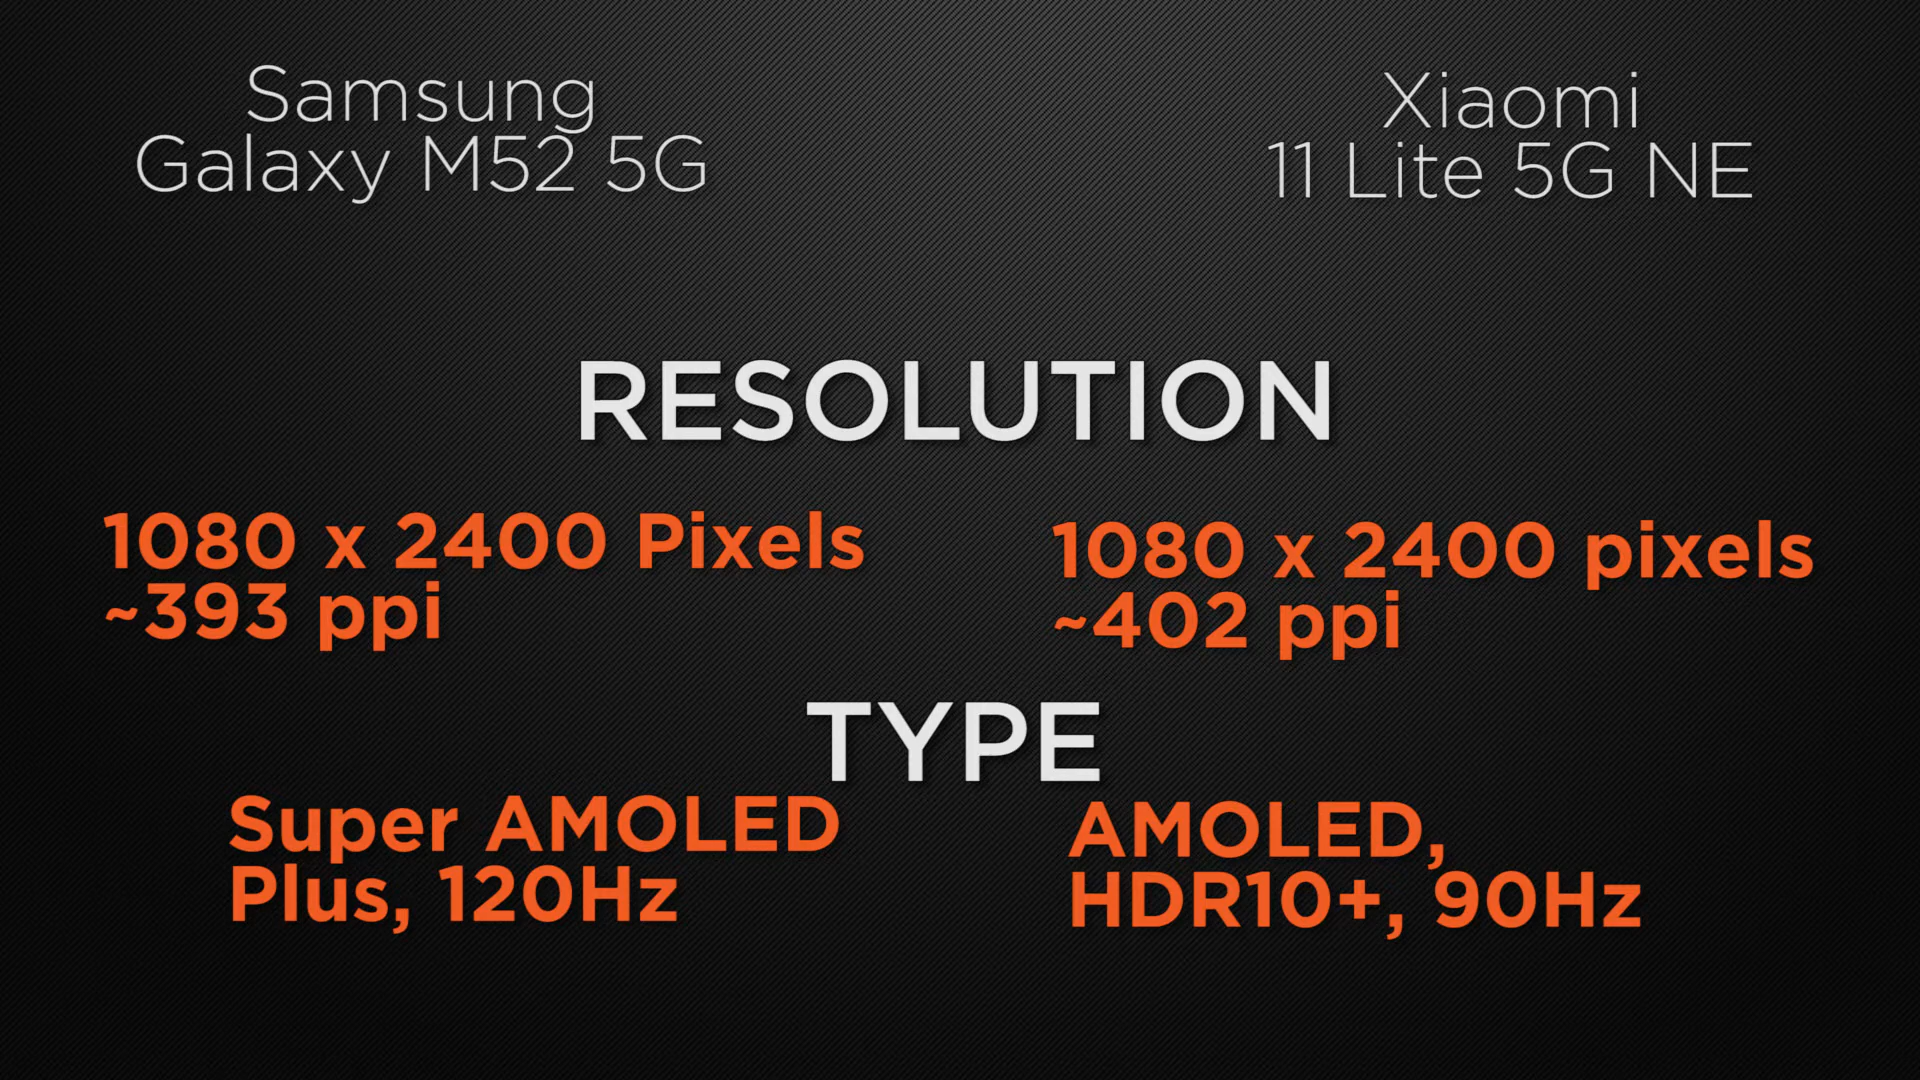 Samsung
Galaxy M52 5G
Xiaomi
11 Lite 5G NE
RESOLUTION
1080 x 2400 Pixels
~393 ppi
1080 x 2400 pixels
~402 ppi
TYPE
Super AMOLED
Plus, 120Hz
AMOLED,
HDR10+, 90Hz